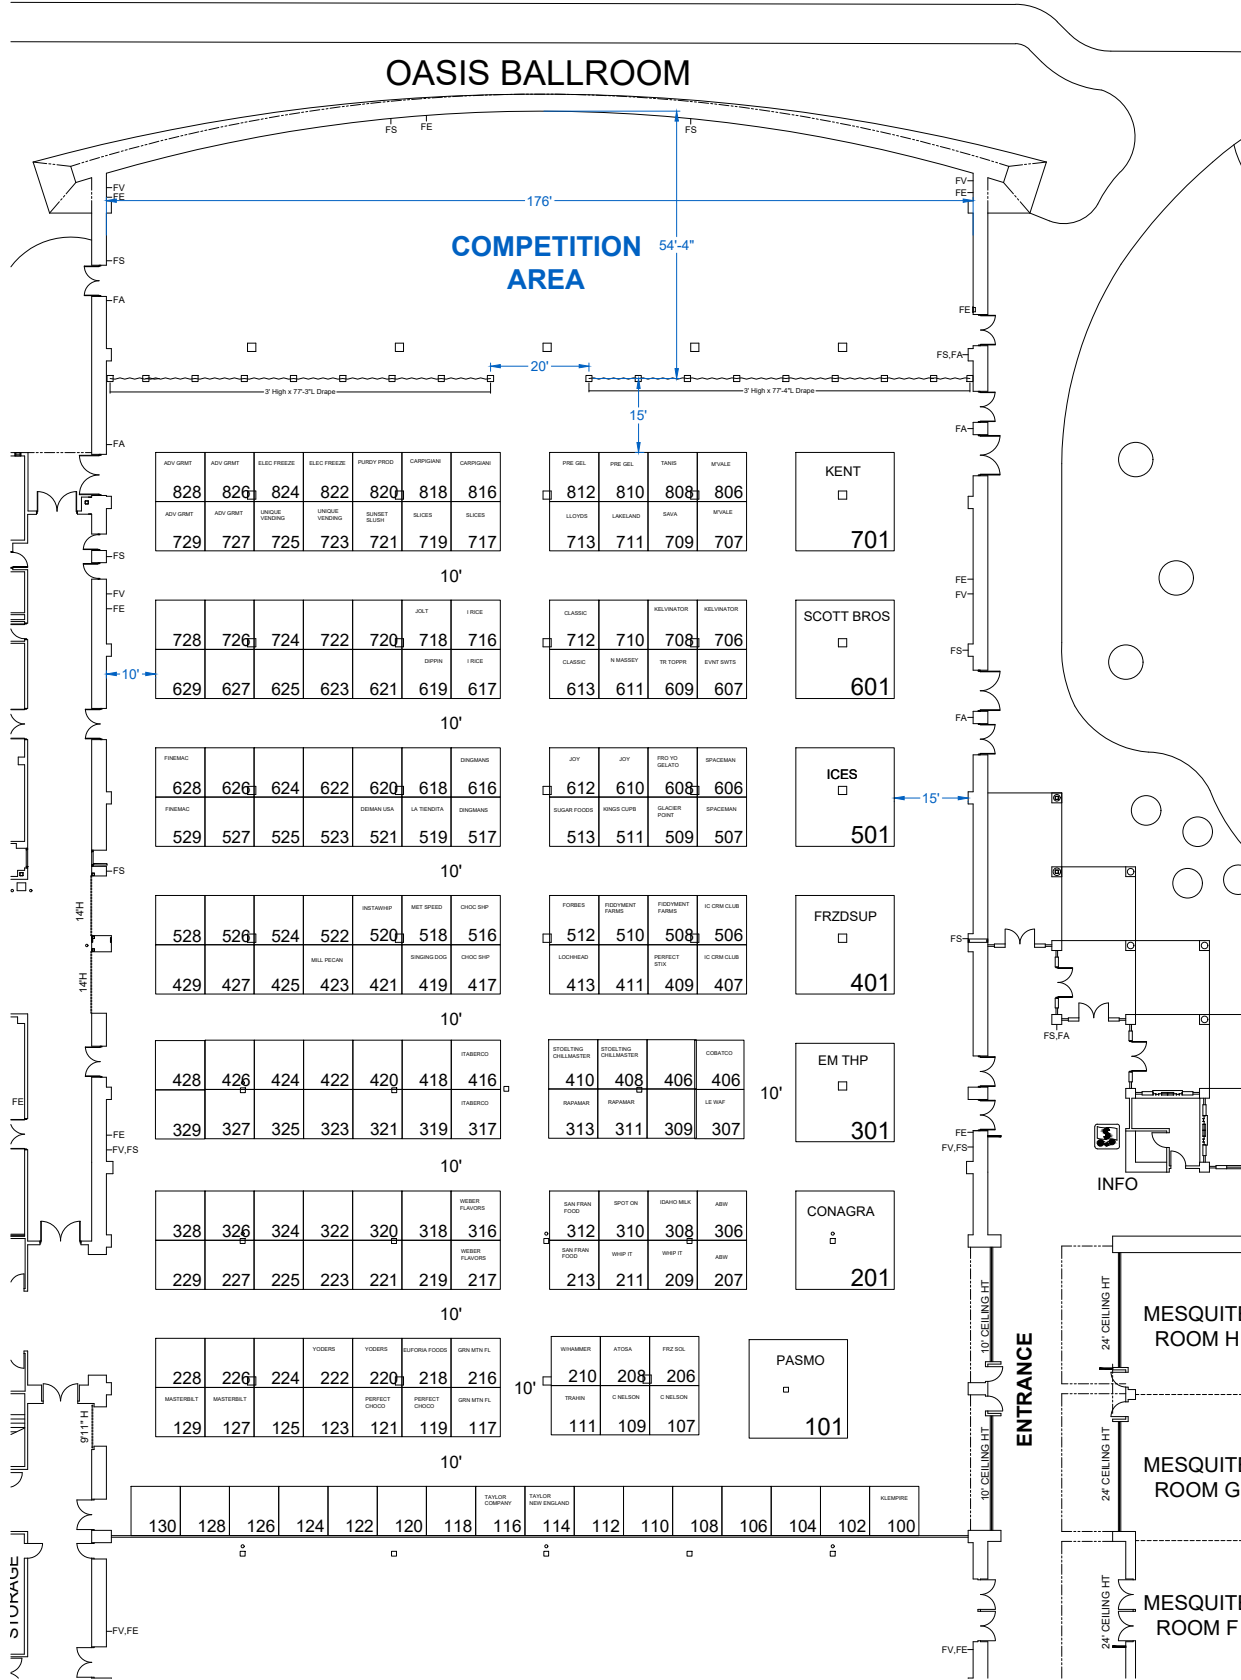 OASIS BALLROOM
FS
FE
FS
FV
FE
FV
FE
176'
COMPETITION
AREA
54'-4"
FS
FA
FE
FS,FA
20'
3' High x 77'-3"L Drape
3' High x 77'-4"L Drape
15'
FA
FA
ADV GRMT ADV GRMT ELEC FREEZE ELEC FREEZE PURDY PROD CARPIGIANI CARPIGIANI PRE GEL PRE GEL TANIS M'VALE KENT
828 826 824 822 820 818 816 812 810 808 806
ADV GRMT ADV GRMT UNIQUE VENDING UNIQUE VENDING SUNSET SLUSH SLICES SLICES LLOYDS LAKELAND SAVA M'VALE
729 727 725 723 721 719 717 713 711 709 707 701
FS
10'
FV
FE
FE
FV
JOLT I RICE CLASSIC KELVINATOR KELVINATOR SCOTT BROS
728 726 724 722 720 718 716 712 710 708 706
FS
DIPPIN I RICE CLASSIC N MASSEY TR TOPPR EVNT SWTS
10'
629 627 625 623 621 619 617 613 611 609 607 601
10'
FA
FINEMAC DINGMANS JOY JOY FRO YO GELATO SPACEMAN ICES
628 626 624 622 620 618 616 612 610 608 606
15'
FINEMAC DEIMAN USA LA TIENDITA DINGMANS SUGAR FOODS KINGS CUPB GLACIER POINT SPACEMAN
529 527 525 523 521 519 517 513 511 509 507 501
10'
FS
14'H
INSTAWHIP MET SPEED CHOC SHP FORBES FIDDYMENT FARMS FIDDYMENT FARMS IC CRM CLUB FRZDSUP
528 526 524 522 520 518 516 512 510 508 506
FS
14'H
MILL PECAN SINGING DOG CHOC SHP LOCHHEAD PERFECT STIX IC CRM CLUB
429 427 425 423 421 419 417 413 411 409 407 401
10'
FS,FA
ITABERCO STOELTING CHILLMASTER STOELTING CHILLMASTER COBATCO EM THP
428 426 424 422 420 418 416 410 408 406 406
10'
FE
ITABERCO RAPAMAR RAPAMAR LE WAF
329 327 325 323 321 319 317 313 311 309 307 301
FE
FV,FS
FE
FV,FS
10'
INFO
WEBER FLAVORS SAN FRAN FOOD SPOT ON IDAHO MILK ABW CONAGRA
328 326 324 322 320 318 316 312 310 308 306
WEBER FLAVORS SAN FRAN FOOD WHIP IT WHIP IT ABW
229 227 225 223 221 219 217 213 211 209 207 201
10'
10' CEILING HT
24' CEILING HT
MESQUITE
ROOM H
YODERS YODERS EUFORIA FOODS GRN MTN FL W/HAMMER ATOSA FRZ SOL PASMO
228 226 224 222 220 218 216 210 208 206
10'
MASTERBILT MASTERBILT PERFECT CHOCO PERFECT CHOCO GRN MTN FL TRAHIN C NELSON C NELSON
129 127 125 123 121 119 117 111 109 107 101
9'11" H
ENTRANCE
10'
10' CEILING HT
24' CEILING HT
MESQUITE
ROOM G
TAYLOR COMPANY TAYLOR NEW ENGLAND KLEMPIRE
130 128 126 124 122 120 118 116 114 112 110 108 106 104 102 100
STORAGE
24' CEILING HT
MESQUITE
ROOM F
FV,FE
FV,FE